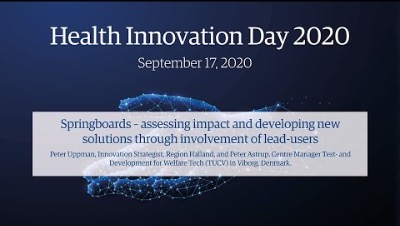 Health Innovation Day 2020
September 17, 2020
Springboards - assessing impact and developing new
solutions through involvement of lead-users
Peter Uppman, Innovation Strategist, Region Halland, and Peter Astrup, Centre Manager Test- and
Development for Welfare Tech (TUCV) in Viborg, Denmark.